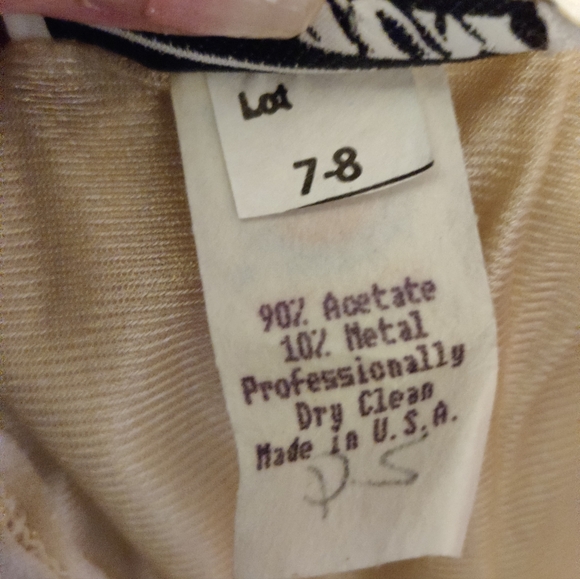 Lot
7-8
90% Acetate
10% Metal
Professionally
Dry Clean
Made in U.S.A.
P.S